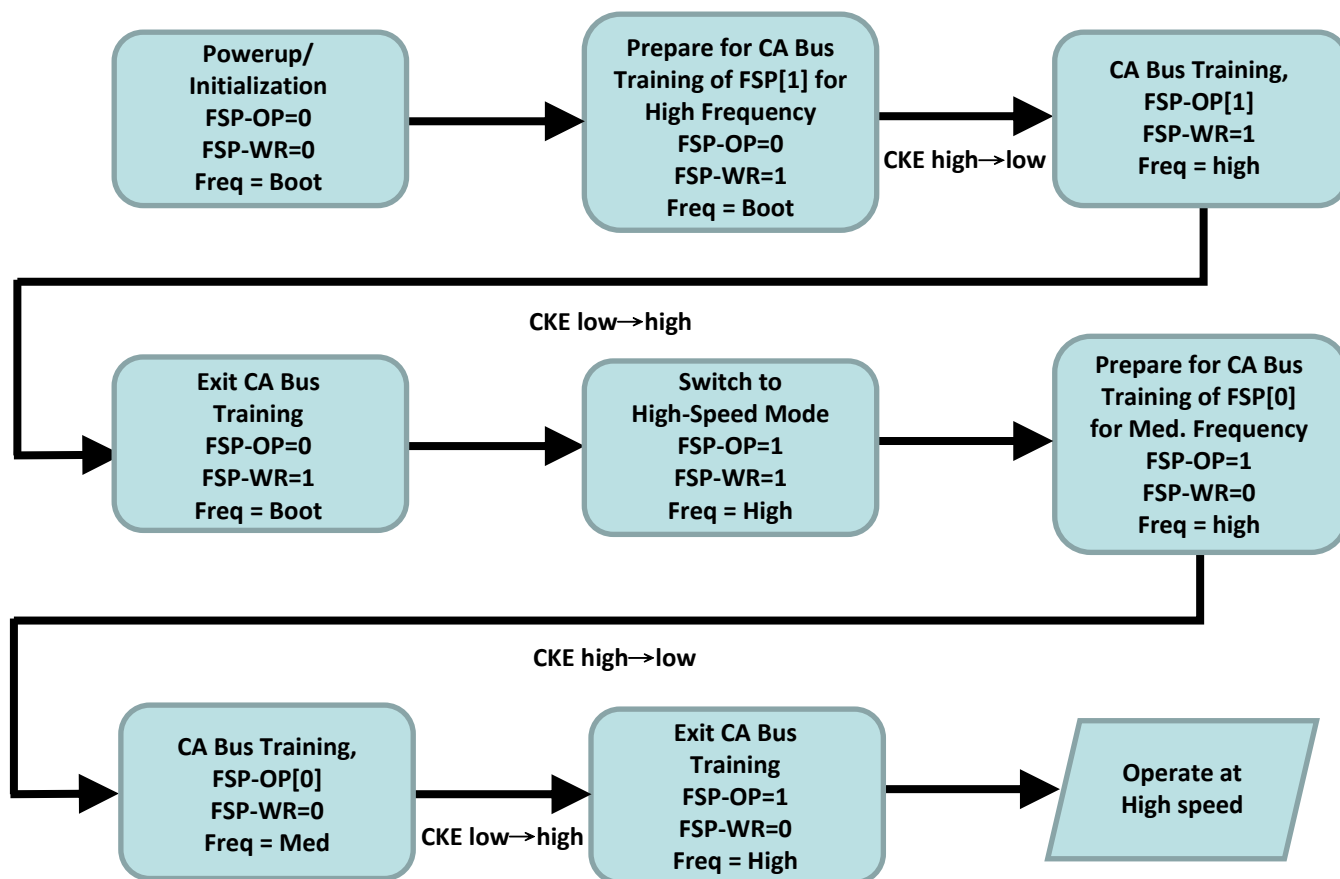 Powerup/
Initialization
FSP-OP=0
FSP-WR=0
Freq = Boot
Prepare for CA Bus
Training of FSP[1] for
High Frequency
FSP-OP=0
FSP-WR=1
Freq = Boot
CKE high→low
CA Bus Training,
FSP-OP[1]
FSP-WR=1
Freq = high
CKE low→high
Exit CA Bus
Training
FSP-OP=0
FSP-WR=1
Freq = Boot
Switch to
High-Speed Mode
FSP-OP=1
FSP-WR=1
Freq = High
Prepare for CA Bus
Training of FSP[0]
for Med. Frequency
FSP-OP=1
FSP-WR=0
Freq = high
CKE high→low
CA Bus Training,
FSP-OP[0]
FSP-WR=0
Freq = Med
CKE low→high
Exit CA Bus
Training
FSP-OP=1
FSP-WR=0
Freq = High
Operate at
High speed